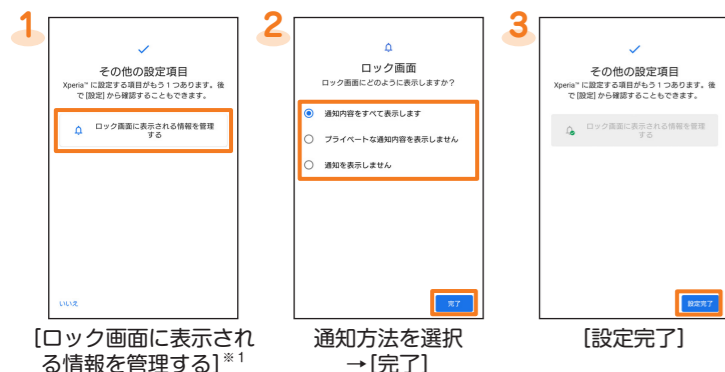 1
その他の設定項目
Xperia™ に設定する項目がもう1つあります。後
で [設定] から確認することもできます。
ロック画面に表示される情報を管理
する
いいえ
[ロック画面に表示され
る情報を管理する]※1
2
ロック画面
ロック画面にどのように表示しますか？
通知内容をすべて表示します
プライベートな通知内容を表示しません
通知を表示しません
完了
通知方法を選択
→[完了]
3
その他の設定項目
Xperia™ に設定する項目がもう1つあります。後
で [設定] から確認することもできます。
ロック画面に表示される情報を管理
する
設定完了
[設定完了]